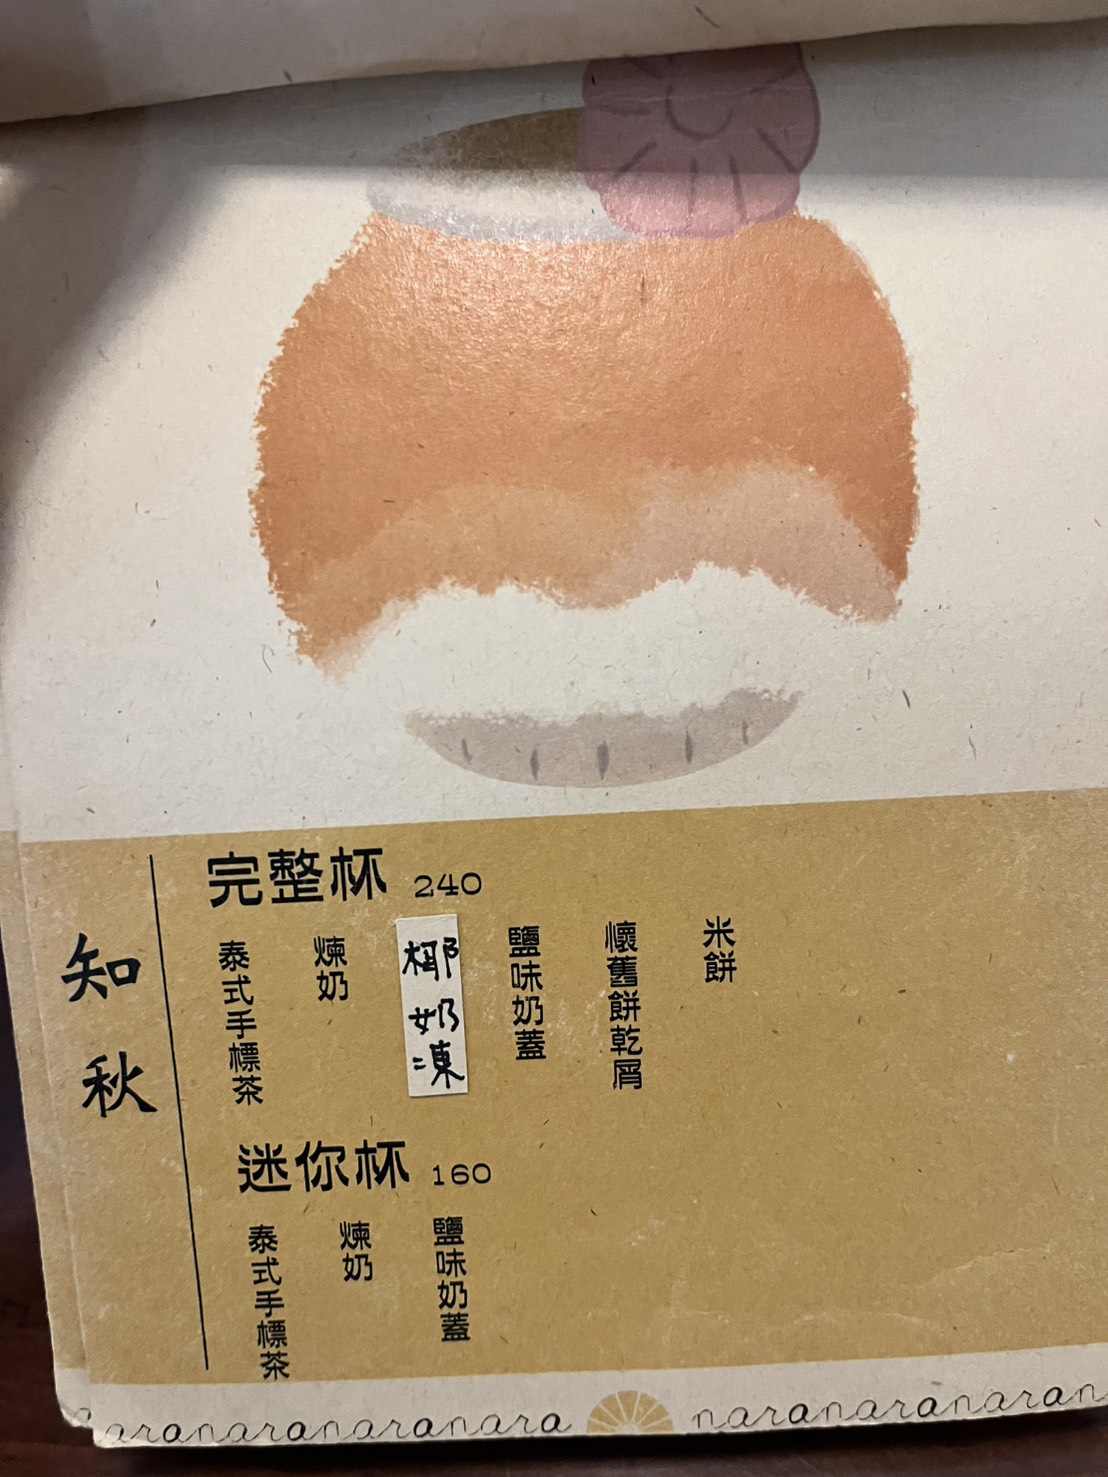 知秋
完整杯 240
泰式手標茶
煉奶
椰奶凍
鹽味奶蓋
懷舊餅乾屑
米餅
迷你杯 160
泰式手標茶
煉奶
鹽味奶蓋
aranaranaranara
naranaranaran